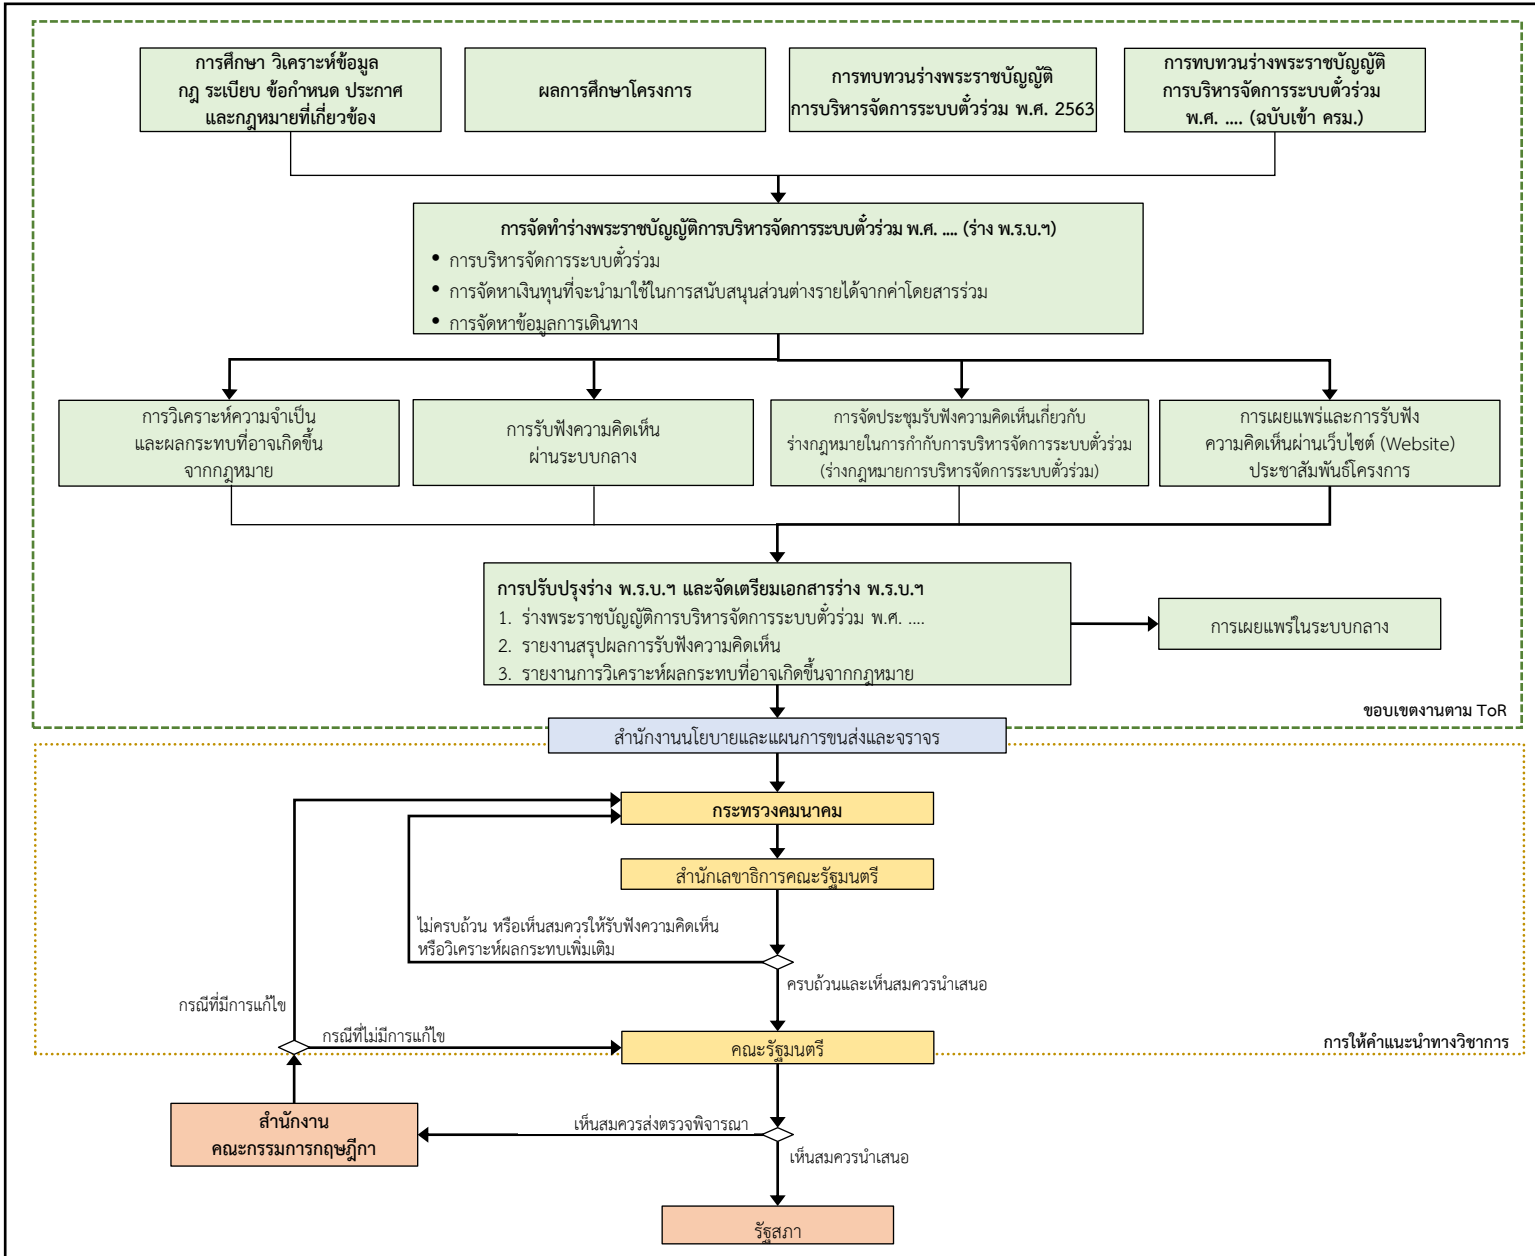 การศึกษา วิเคราะห์ข้อมูล
กฎ ระเบียบ ข้อกำหนด ประกาศ
และกฎหมายที่เกี่ยวข้อง
ผลการศึกษาโครงการ
การทบทวนร่างพระราชบัญญัติ
การบริหารจัดการระบบตั๋วร่วม พ.ศ. 2563
การทบทวนร่างพระราชบัญญัติ
การบริหารจัดการระบบตั๋วร่วม
พ.ศ. .... (ฉบับเข้า ครม.)
การจัดทำร่างพระราชบัญญัติการบริหารจัดการระบบตั๋วร่วม พ.ศ. .... (ร่าง พ.ร.บ.ฯ)
• การบริหารจัดการระบบตั๋วร่วม
• การจัดหาเงินทุนที่จะนำมาใช้ในการสนับสนุนส่วนต่างรายได้จากค่าโดยสารร่วม
• การจัดหาข้อมูลการเดินทาง
การวิเคราะห์ความจำเป็น
และผลกระทบที่อาจเกิดขึ้น
จากกฎหมาย
การรับฟังความคิดเห็น
ผ่านระบบกลาง
การจัดประชุมรับฟังความคิดเห็นเกี่ยวกับ
ร่างกฎหมายในการกำกับการบริหารจัดการระบบตั๋วร่วม
(ร่างกฎหมายการบริหารจัดการระบบตั๋วร่วม)
การเผยแพร่และการรับฟัง
ความคิดเห็นผ่านเว็บไซต์ (Website)
ประชาสัมพันธ์โครงการ
การปรับปรุงร่าง พ.ร.บ.ฯ และจัดเตรียมเอกสารร่าง พ.ร.บ.ฯ
1. ร่างพระราชบัญญัติการบริหารจัดการระบบตั๋วร่วม พ.ศ. ....
2. รายงานสรุปผลการรับฟังความคิดเห็น
3. รายงานการวิเคราะห์ผลกระทบที่อาจเกิดขึ้นจากกฎหมาย
การเผยแพร่ในระบบกลาง
ขอบเขตงานตาม ToR
สำนักงานนโยบายและแผนการขนส่งและจราจร
กระทรวงคมนาคม
สำนักเลขาธิการคณะรัฐมนตรี
ไม่ครบถ้วน หรือเห็นสมควรให้รับฟังความคิดเห็น
หรือวิเคราะห์ผลกระทบเพิ่มเติม
ครบถ้วนและเห็นสมควรนำเสนอ
กรณีที่มีการแก้ไข
กรณีที่ไม่มีการแก้ไข
คณะรัฐมนตรี
การให้คำแนะนำทางวิชาการ
สำนักงาน
คณะกรรมการกฤษฎีกา
เห็นสมควรส่งตรวจพิจารณา
เห็นสมควรนำเสนอ
รัฐสภา